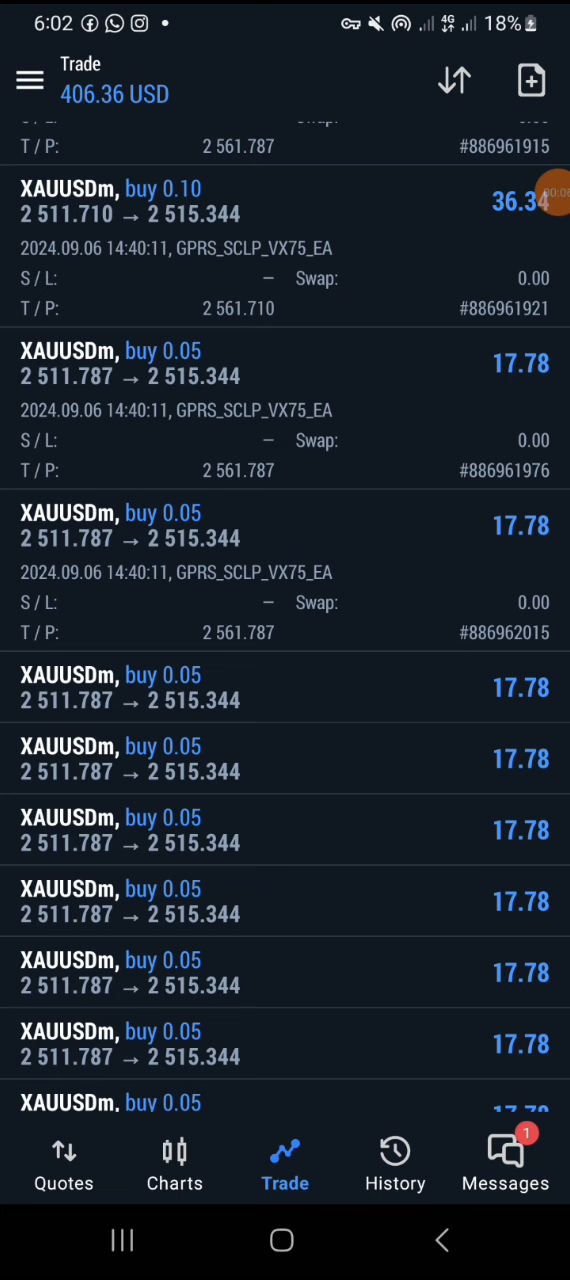 6:02 4G 18%
Trade
406.36 USD
T / P: 2 561.787 #886961915
XAUUSDm, buy 0.10
2 511.710 → 2 515.344 36.34
00:06
2024.09.06 14:40:11, GPRS_SCLP_VX75_EA
S / L: – Swap: 0.00
T / P: 2 561.710 #886961921
XAUUSDm, buy 0.05
2 511.787 → 2 515.344 17.78
2024.09.06 14:40:11, GPRS_SCLP_VX75_EA
S / L: – Swap: 0.00
T / P: 2 561.787 #886961976
XAUUSDm, buy 0.05
2 511.787 → 2 515.344 17.78
2024.09.06 14:40:11, GPRS_SCLP_VX75_EA
S / L: – Swap: 0.00
T / P: 2 561.787 #886962015
XAUUSDm, buy 0.05
2 511.787 → 2 515.344 17.78
XAUUSDm, buy 0.05
2 511.787 → 2 515.344 17.78
XAUUSDm, buy 0.05
2 511.787 → 2 515.344 17.78
XAUUSDm, buy 0.05
2 511.787 → 2 515.344 17.78
XAUUSDm, buy 0.05
2 511.787 → 2 515.344 17.78
XAUUSDm, buy 0.05
2 511.787 → 2 515.344 17.78
XAUUSDm, buy 0.05
1
Quotes Charts Trade History Messages